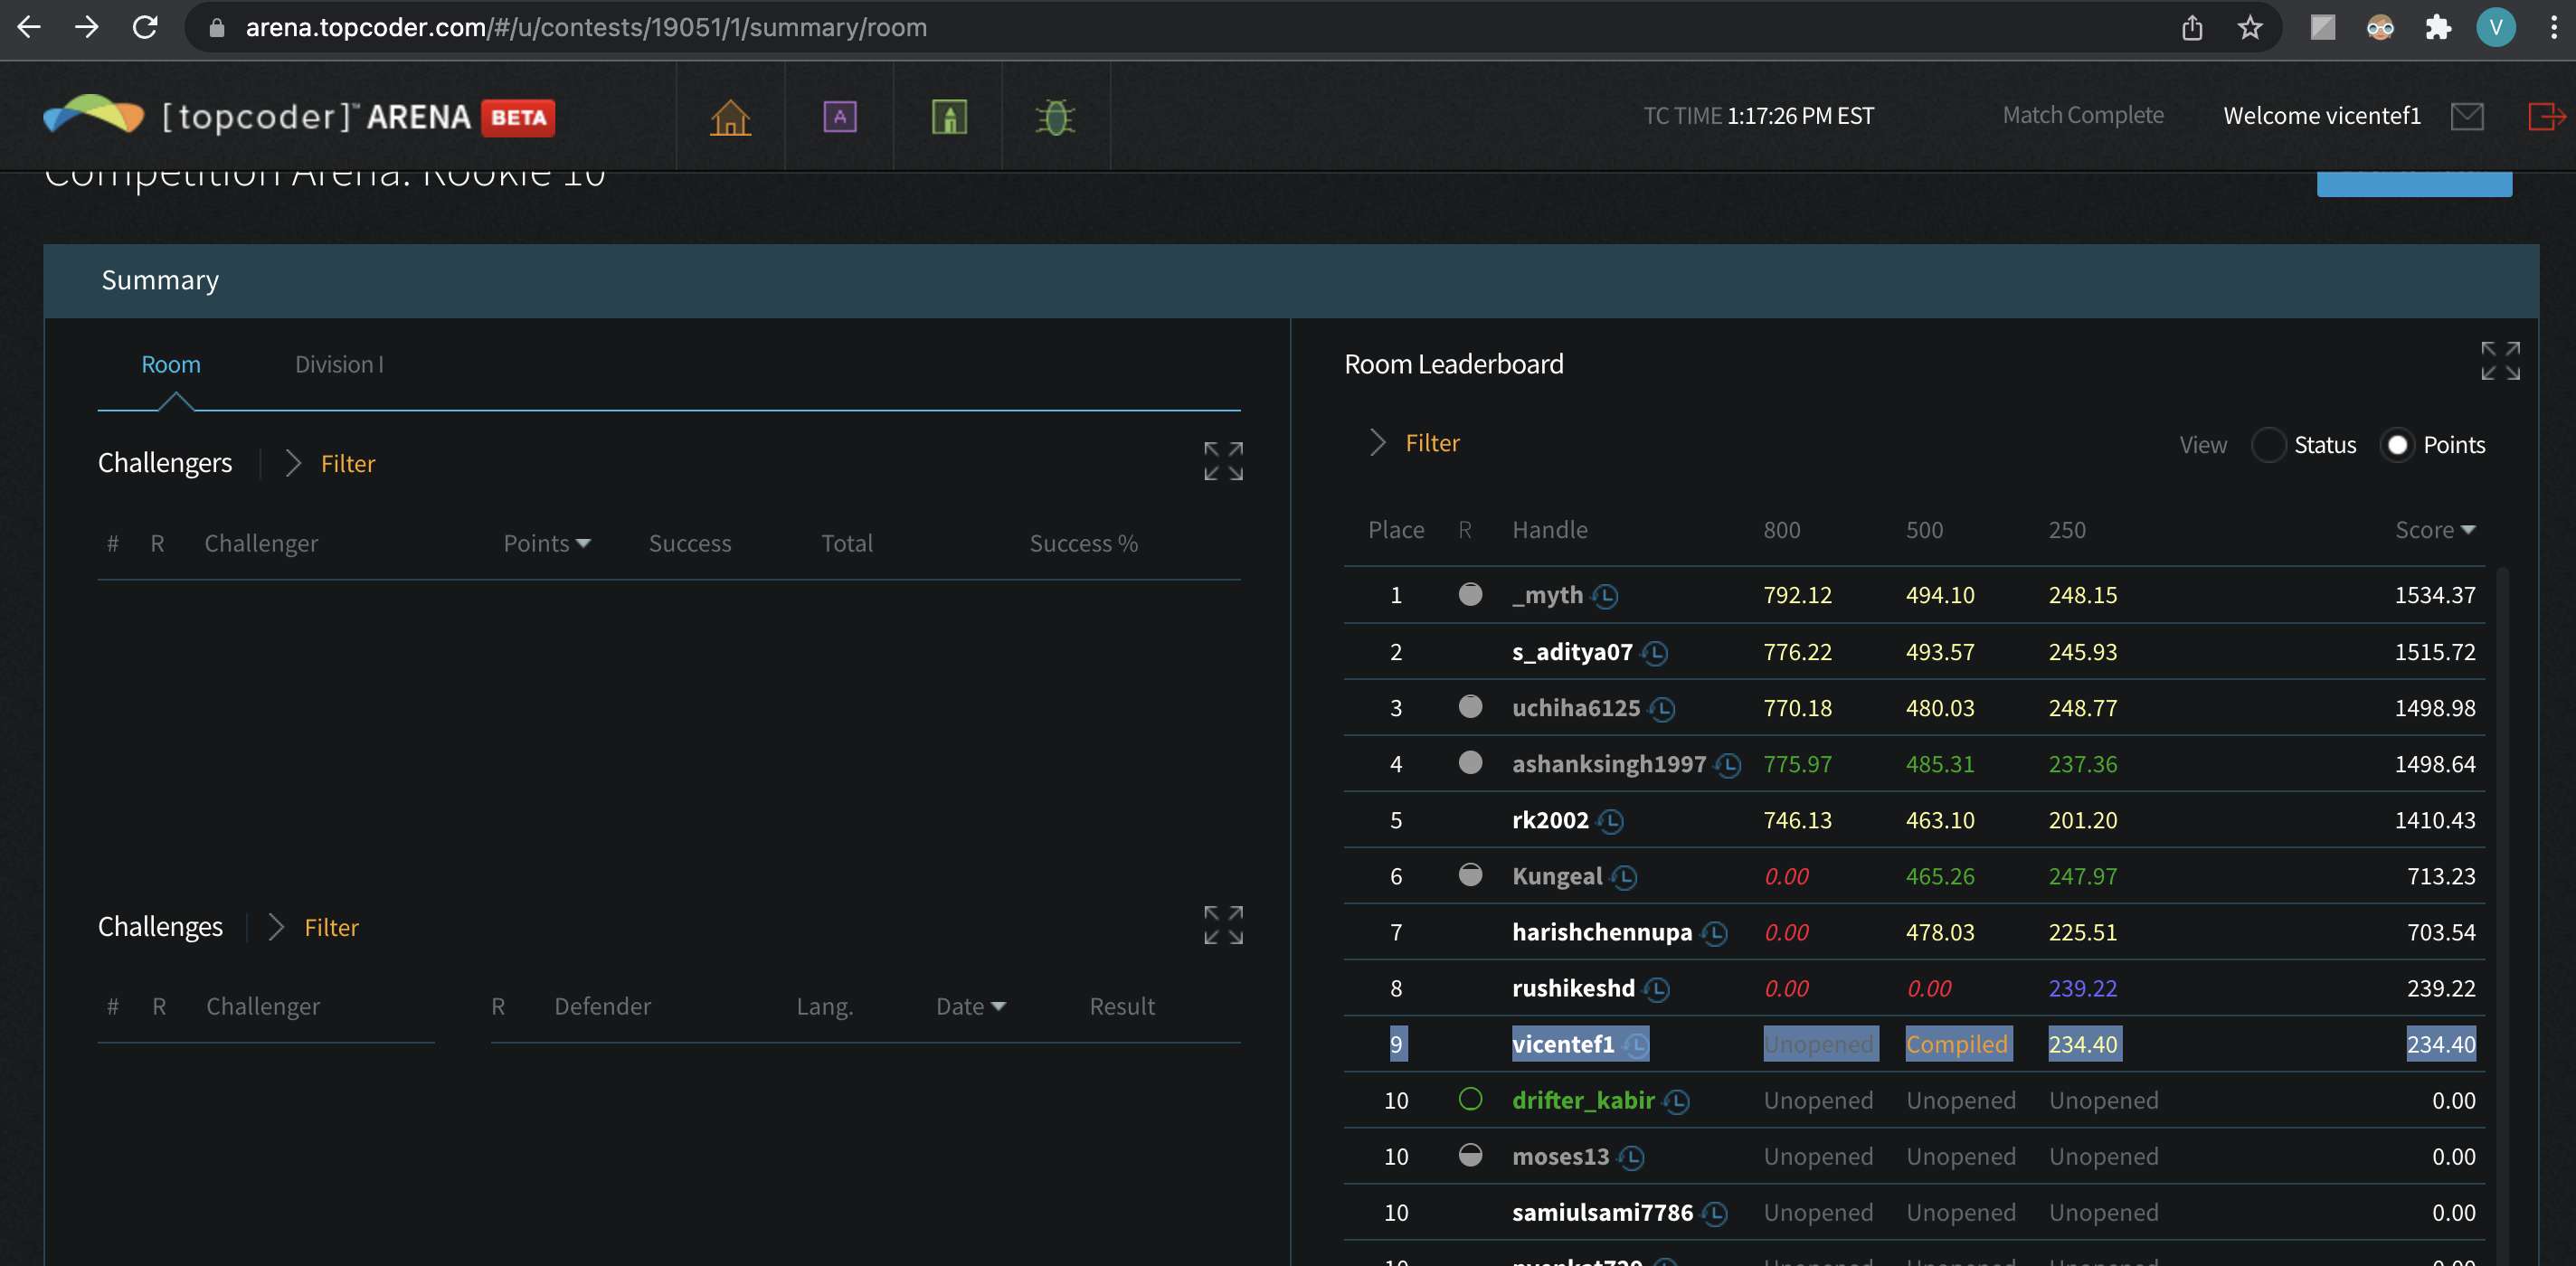 arena.topcoder.com/#/u/contests/19051/1/summary/room
V
[topcoder]™ ARENA BETA
A
TC TIME 1:17:26 PM EST
Match Complete
Welcome vicentef1
Competition Arena: Rookie 10
Summary
Room
Division I
Challengers
Filter
# R Challenger Points Success Total Success %
Challenges
Filter
# R Challenger
R Defender Lang. Date Result
Room Leaderboard
Filter
View Status Points
Place R Handle 800 500 250 Score
1 _myth 792.12 494.10 248.15 1534.37
2 s_aditya07 776.22 493.57 245.93 1515.72
3 uchiha6125 770.18 480.03 248.77 1498.98
4 ashanksingh1997 775.97 485.31 237.36 1498.64
5 rk2002 746.13 463.10 201.20 1410.43
6 Kungeal 0.00 465.26 247.97 713.23
7 harishchennupa 0.00 478.03 225.51 703.54
8 rushikeshd 0.00 0.00 239.22 239.22
9 vicentef1 Unopened Compiled 234.40 234.40
10 drifter_kabir Unopened Unopened Unopened 0.00
10 moses13 Unopened Unopened Unopened 0.00
10 samiulsami7786 Unopened Unopened Unopened 0.00
10 Unopened Unopened Unopened 0.00